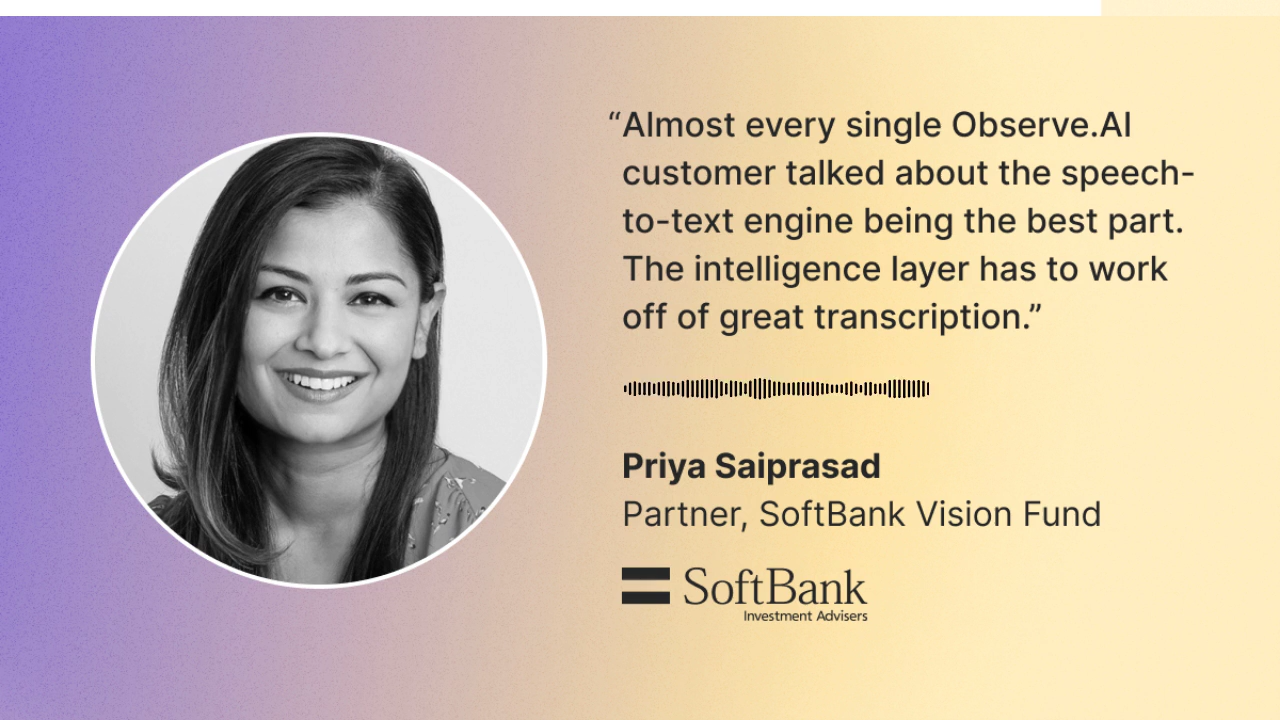 “Almost every single Observe.AI
customer talked about the speech-
to-text engine being the best part.
The intelligence layer has to work
off of great transcription.”
Priya Saiprasad
Partner, SoftBank Vision Fund
SoftBank
Investment Advisers